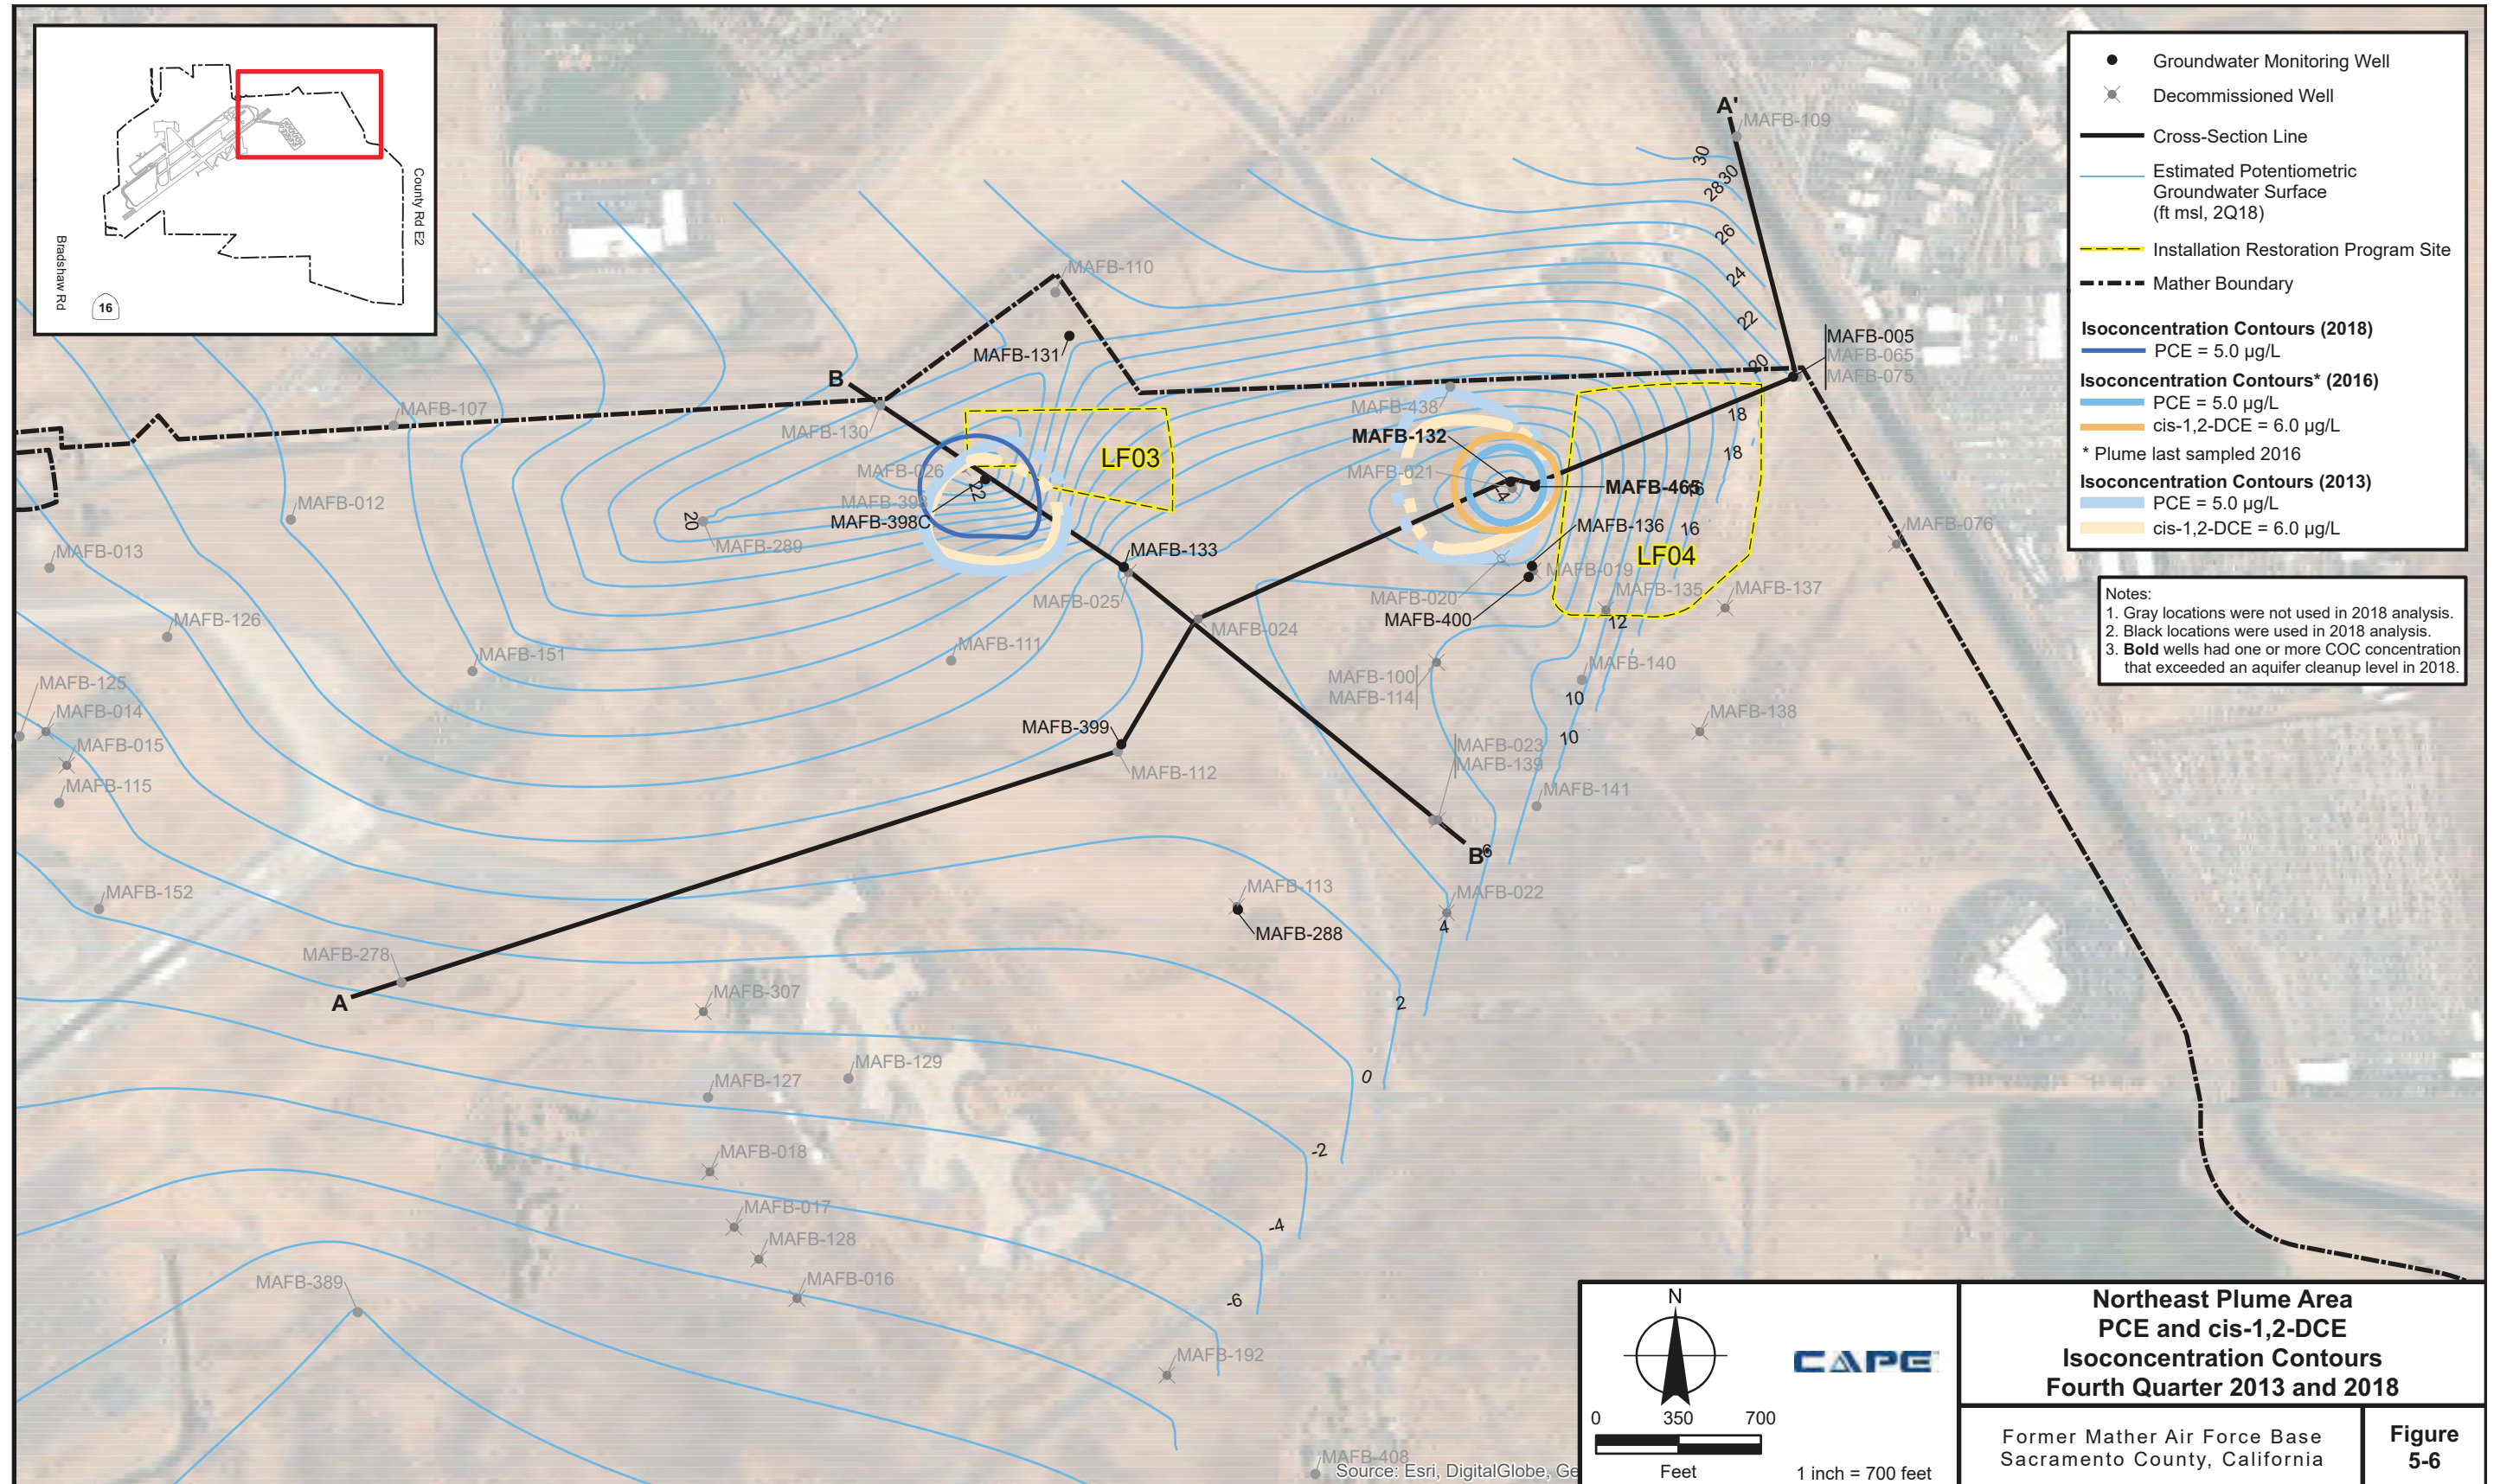 County Rd E2
Bradshaw Rd
16
Groundwater Monitoring Well
Decommissioned Well
Cross-Section Line
Estimated Potentiometric
Groundwater Surface
(ft msl, 2Q18)
Installation Restoration Program Site
Mather Boundary
Isoconcentration Contours (2018)
PCE = 5.0 µg/L
Isoconcentration Contours* (2016)
PCE = 5.0 µg/L
cis-1,2-DCE = 6.0 µg/L
* Plume last sampled 2016
Isoconcentration Contours (2013)
PCE = 5.0 µg/L
cis-1,2-DCE = 6.0 µg/L
Notes:
1. Gray locations were not used in 2018 analysis.
2. Black locations were used in 2018 analysis.
3. Bold wells had one or more COC concentration
that exceeded an aquifer cleanup level in 2018.
A'
MAFB-109
30
30
28
26
24
22
20
MAFB-110
MAFB-131
MAFB-005
MAFB-065
MAFB-075
B
MAFB-107
MAFB-130
MAFB-438
18
18
MAFB-132
LF03
MAFB-026
MAFB-021
MAFB-398
22
MAFB-398C
4
MAFB-465
16
16
MAFB-012
20
MAFB-289
MAFB-136
MAFB-076
MAFB-013
MAFB-133
LF04
MAFB-019
MAFB-025
MAFB-020
MAFB-135
MAFB-137
MAFB-400
12
MAFB-126
MAFB-024
MAFB-151
MAFB-111
MAFB-140
MAFB-100
MAFB-114
10
MAFB-125
MAFB-014
MAFB-138
MAFB-399
10
MAFB-015
MAFB-023
MAFB-139
MAFB-112
MAFB-115
MAFB-141
B'
6
MAFB-152
MAFB-113
MAFB-022
MAFB-288
4
MAFB-278
A
MAFB-307
2
MAFB-129
0
MAFB-127
MAFB-018
-2
MAFB-017
-4
MAFB-128
MAFB-016
MAFB-389
-6
MAFB-192
MAFB-408
Source: Esri, DigitalGlobe, Ge
N
0 350 700
Feet
1 inch = 700 feet
CAPE
Northeast Plume Area
PCE and cis-1,2-DCE
Isoconcentration Contours
Fourth Quarter 2013 and 2018
Former Mather Air Force Base
Sacramento County, California
Figure
5-6